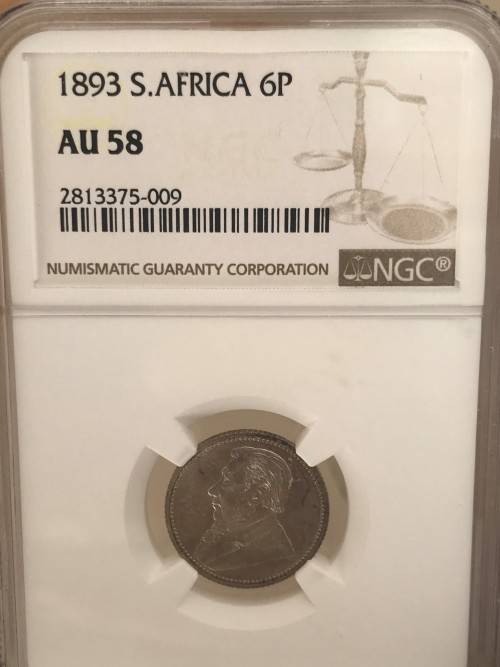 1893 S.AFRICA 6P
AU 58
2813375-009
NUMISMATIC GUARANTY CORPORATION
NGC®